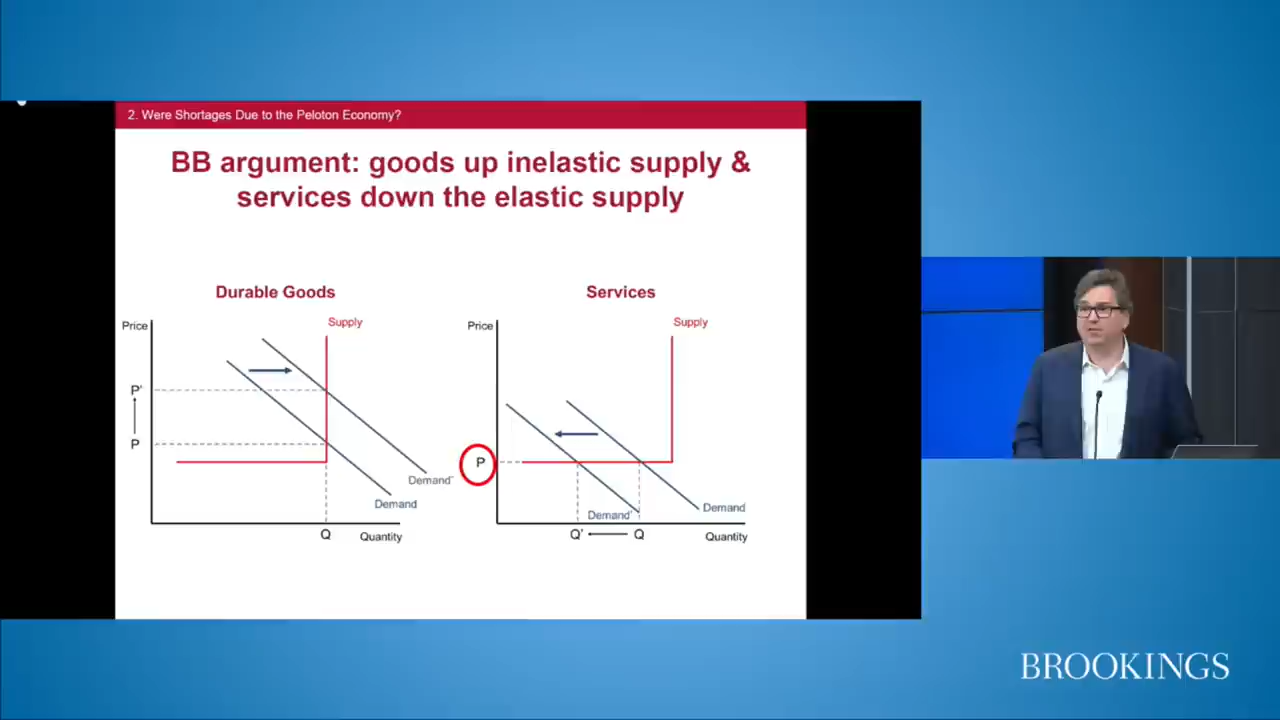 2. Were Shortages Due to the Peloton Economy?
BB argument: goods up inelastic supply &
services down the elastic supply
Durable Goods
Price
Supply
P'
P
Demand'
Demand
Q
Quantity
Services
Price
Supply
P
Demand'
Demand
Q'
Q
Quantity
BROOKINGS